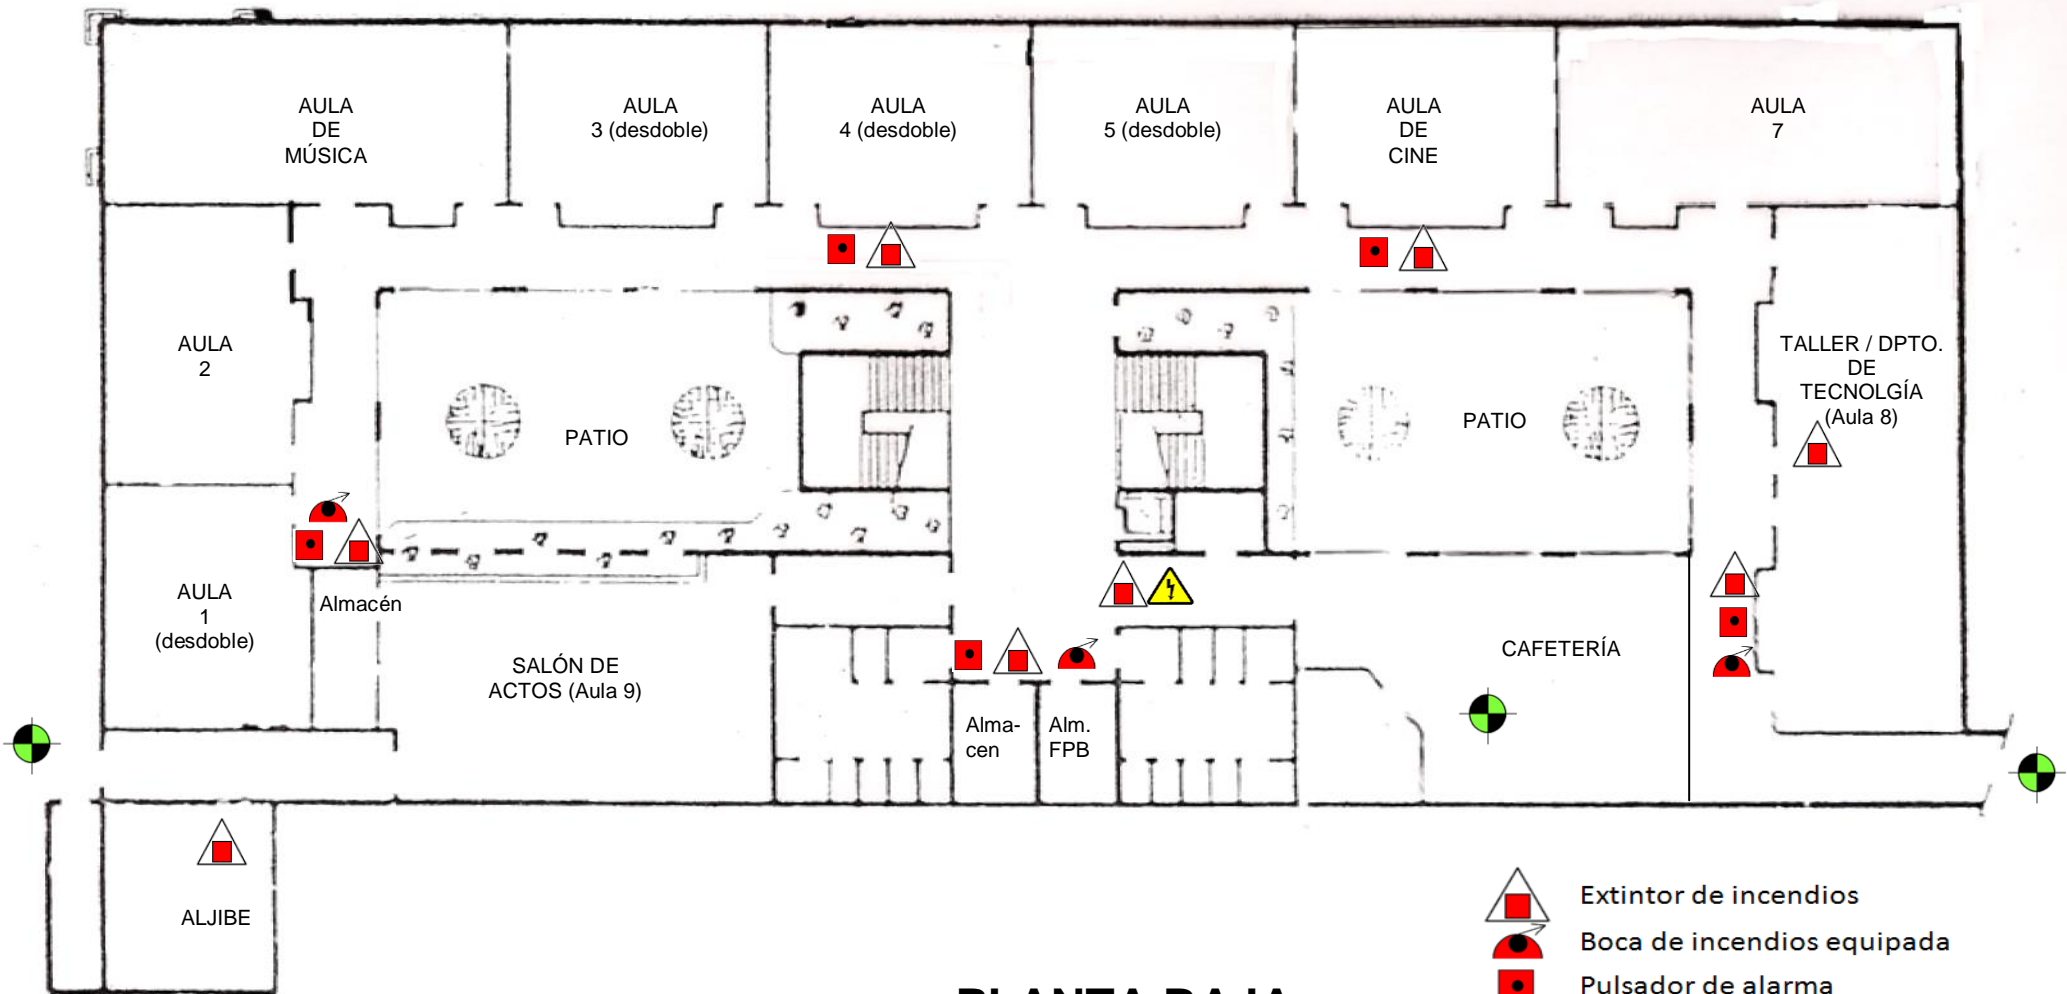 AULA
DE
MÚSICA
AULA
3 (desdoble)
AULA
4 (desdoble)
AULA
5 (desdoble)
AULA
DE
CINE
AULA
7
AULA
2
PATIO
PATIO
TALLER / DPTO.
DE
TECNOLGÍA
(Aula 8)
AULA
1
(desdoble)
Almacén
SALÓN DE
ACTOS (Aula 9)
Alma-
cen
Alm.
FPB
CAFETERÍA
ALJIBE
PLANTA BAJA
Extintor de incendios
Boca de incendios equipada
Pulsador de alarma